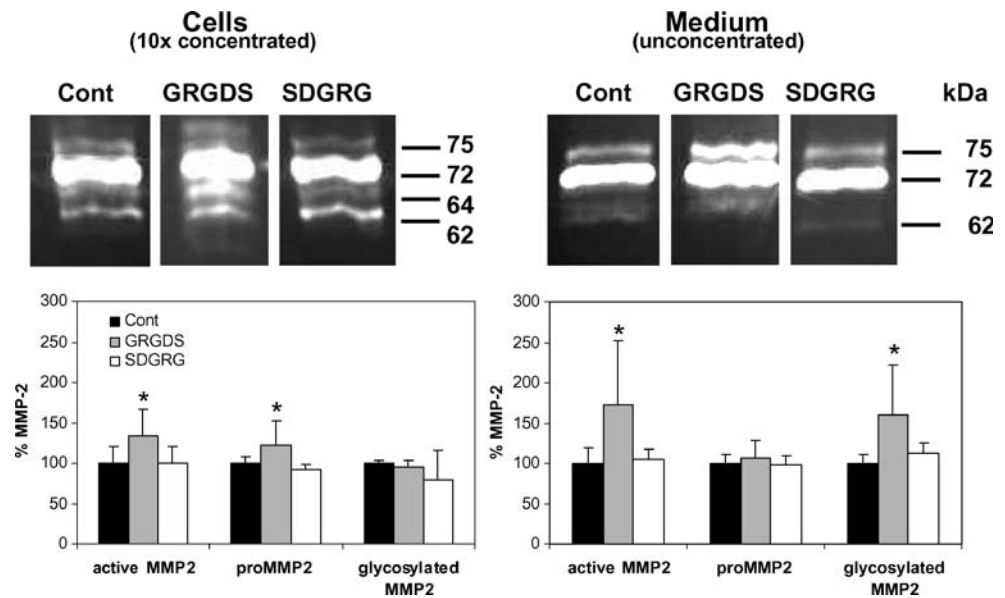 Cells
(10x concentrated)
Cont GRGDS SDGRG
75
72
64
62
Medium
(unconcentrated)
Cont GRGDS SDGRG kDa
75
72
62
% MMP-2
300
250
200
150
100
50
0
Cont
GRGDS
SDGRG
*
*
active MMP2 proMMP2 glycosylated
MMP2
% MMP-2
300
250
200
150
100
50
0
*
*
active MMP2 proMMP2 glycosylated
MMP2